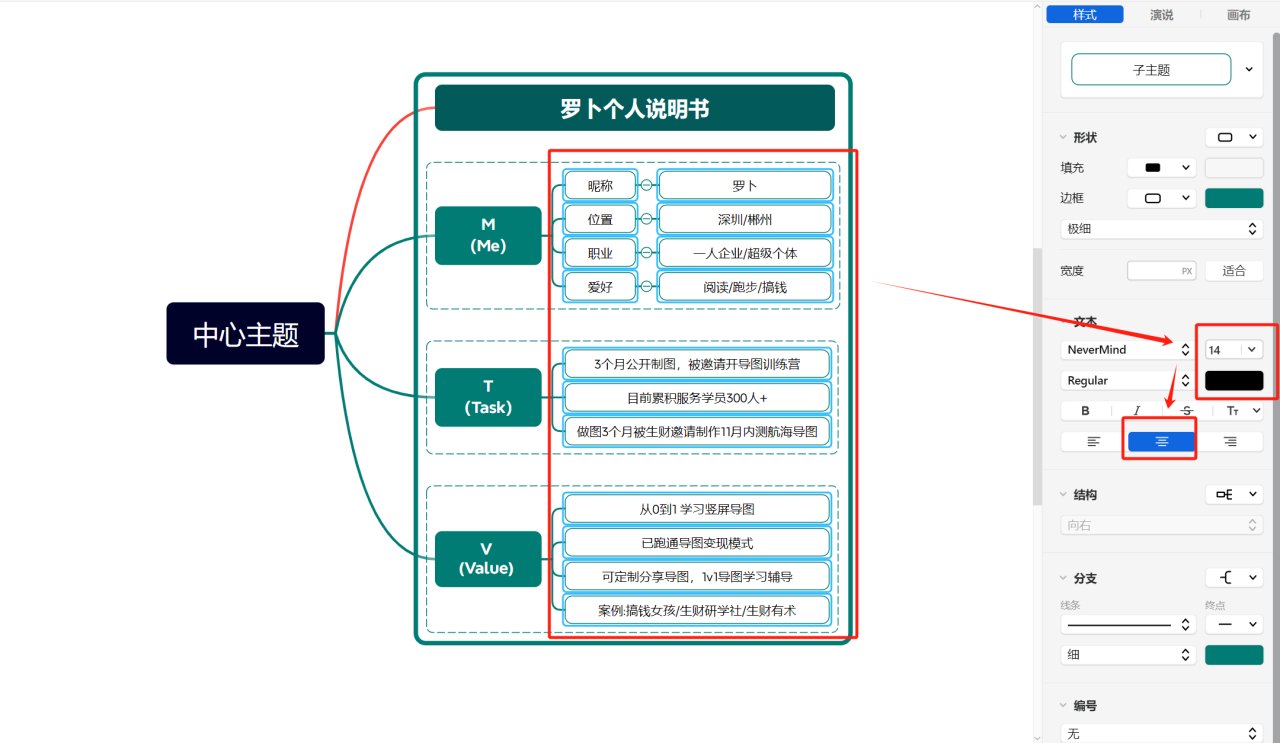 样式 演说 画布
子主题
形状
填充
边框
极细
宽度 PX 适合
文本
NeverMind 14
Regular
B I S Tт
结构
向右
分支
线条 终点
细
编号
无
中心主题
罗卜个人说明书
M
(Me)
昵称 罗卜
位置 深圳/郴州
职业 一人企业/超级个体
爱好 阅读/跑步/搞钱
T
(Task)
3个月公开制图，被邀请开导图训练营
目前累积服务学员300人+
做图3个月被生财邀请制作11月内测航海导图
V
(Value)
从0到1 学习竖屏导图
已跑通导图变现模式
可定制分享导图，1v1导图学习辅导
案例:搞钱女孩/生财研学社/生财有术